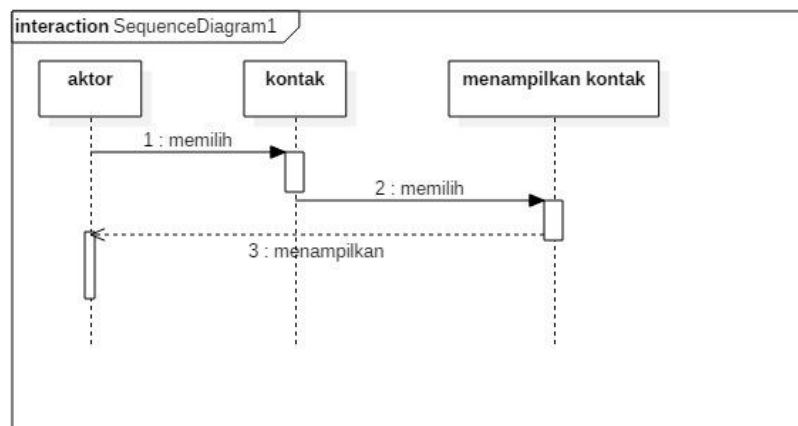 interaction SequenceDiagram1
aktor
kontak
menampilkan kontak
1 : memilih
2 : memilih
3 : menampilkan